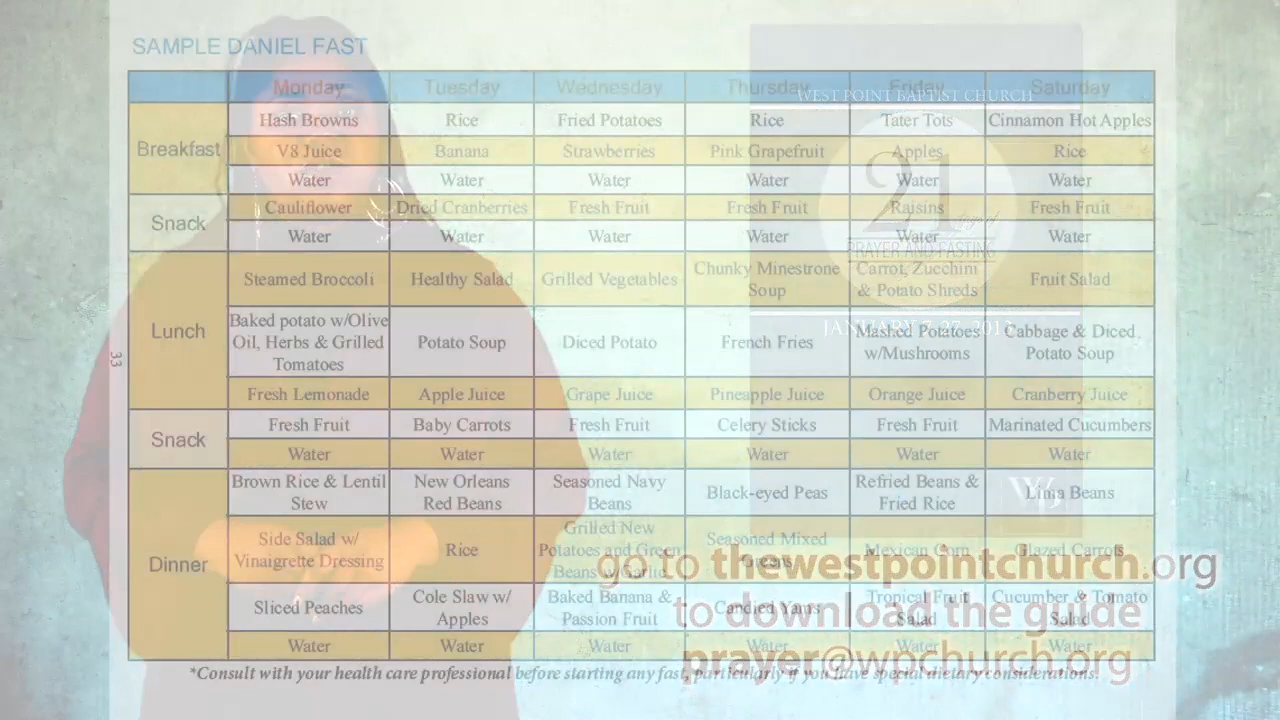 SAMPLE DANIEL FAST
Monday Tuesday Wednesday Thursday Friday Saturday
Breakfast
Hash Browns Rice Fried Potatoes Rice Tater Tots Cinnamon Hot Apples
V8 Juice Banana Strawberries Pink Grapefruit Apples Rice
Water Water Water Water Water Water
Snack
Cauliflower Dried Cranberries Fresh Fruit Fresh Fruit Raisins Fresh Fruit
Water Water Water Water Water Water
Lunch
Steamed Broccoli Healthy Salad Grilled Vegetables Chunky Minestrone Soup Carrot, Zucchini & Potato Shreds Fruit Salad
Baked potato w/Olive Oil, Herbs & Grilled Tomatoes Potato Soup Diced Potato French Fries Mashed Potatoes w/Mushrooms Cabbage & Diced Potato Soup
Fresh Lemonade Apple Juice Grape Juice Pineapple Juice Orange Juice Cranberry Juice
Snack
Fresh Fruit Baby Carrots Fresh Fruit Celery Sticks Fresh Fruit Marinated Cucumbers
Water Water Water Water Water Water
Dinner
Brown Rice & Lentil Stew New Orleans Red Beans Seasoned Navy Beans Black-eyed Peas Refried Beans & Fried Rice Lima Beans
Side Salad w/ Vinaigrette Dressing Rice Grilled New Potatoes and Green Beans w/Garlic Seasoned Mixed Greens Mexican Corn Glazed Carrots
Sliced Peaches Cole Slaw w/ Apples Baked Banana & Passion Fruit Candied Yams Tropical Fruit Salad Cucumber & Tomato Salad
Water Water Water Water Water Water
*Consult with your health care professional before starting any fast, particularly if you have special dietary considerations.
33
WEST POINT BAPTIST CHURCH
21
PRAYER AND FASTING
go to thewestpointchurch.org
to download the guide
prayer@wpchurch.org